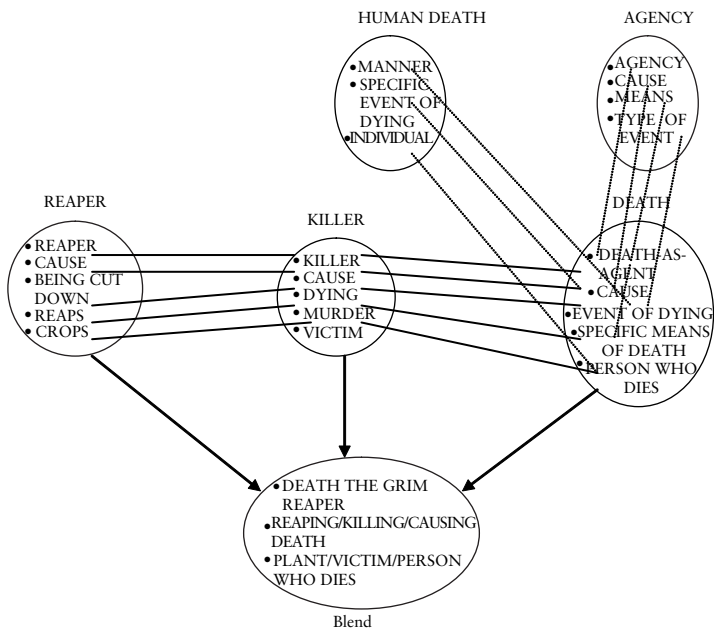 HUMAN DEATH
AGENCY
•MANNER
•SPECIFIC
EVENT OF
DYING
•INDIVIDUAL
•AGENCY
•CAUSE
•MEANS
•TYPE OF
EVENT
REAPER
•REAPER
•CAUSE
•BEING CUT
DOWN
•REAPS
•CROPS
KILLER
•KILLER
•CAUSE
•DYING
•MURDER
•VICTIM
DEATH
•DEATH-AS-
AGENT
•CAUSE
•EVENT OF DYING
•SPECIFIC MEANS
OF DEATH
•PERSON WHO
DIES
•DEATH THE GRIM
REAPER
•REAPING/KILLING/CAUSING
DEATH
•PLANT/VICTIM/PERSON
WHO DIES
Blend